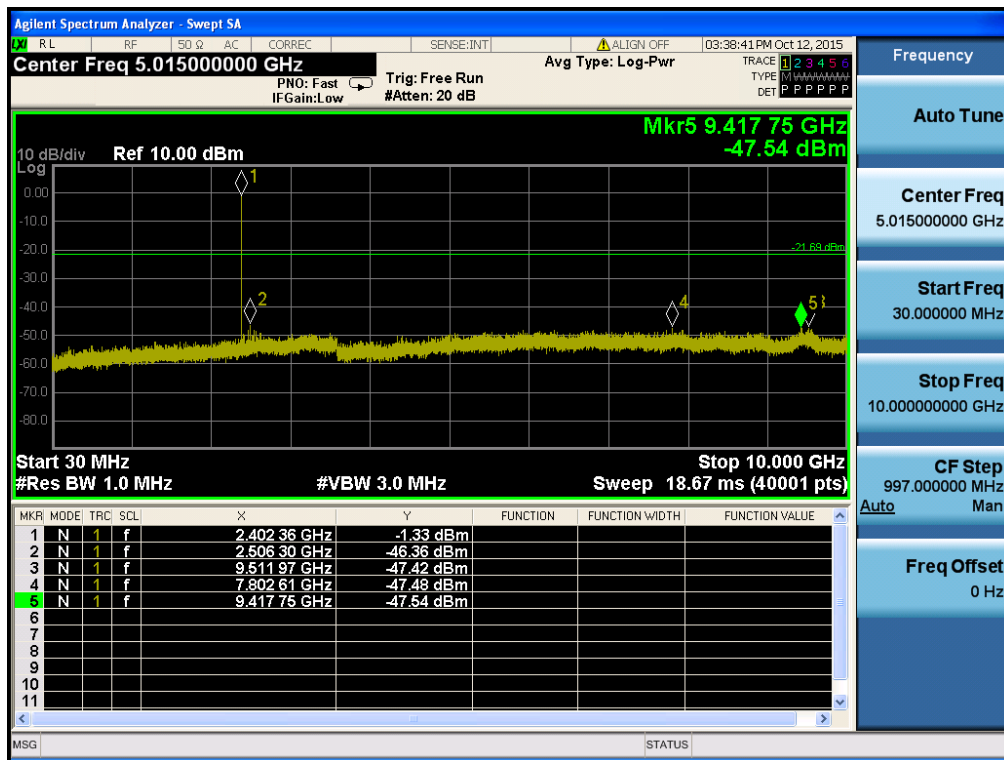 Agilent Spectrum Analyzer - Swept SA
LXI RL RF 50 Ω AC CORREC SENSE:INT ALIGN OFF 03:38:41 PM Oct 12, 2015
Center Freq 5.015000000 GHz
PNO: Fast
IFGain:Low
Trig: Free Run
#Atten: 20 dB
Avg Type: Log-Pwr
TRACE 1 2 3 4 5 6
TYPE M
DET P P P P P P
Frequency
Auto Tune
Mkr5 9.417 75 GHz
-47.54 dBm
10 dB/div Ref 10.00 dBm
Log
0.00
-10.0
-20.0
-30.0
-40.0
-50.0
-60.0
-70.0
-80.0
1
2
4
5
-21.69 dBm
Start 30 MHz Stop 10.000 GHz
#Res BW 1.0 MHz #VBW 3.0 MHz Sweep 18.67 ms (40001 pts)
Center Freq
5.015000000 GHz
Start Freq
30.000000 MHz
Stop Freq
10.000000000 GHz
CF Step
997.000000 MHz
Auto Man
Freq Offset
0 Hz
MKR MODE TRC SCL X Y FUNCTION FUNCTION WIDTH FUNCTION VALUE
1 N 1 f 2.402 36 GHz -1.33 dBm
2 N 1 f 2.506 30 GHz -46.36 dBm
3 N 1 f 9.511 97 GHz -47.42 dBm
4 N 1 f 7.802 61 GHz -47.48 dBm
5 N 1 f 9.417 75 GHz -47.54 dBm
6
7
8
9
10
11
MSG STATUS